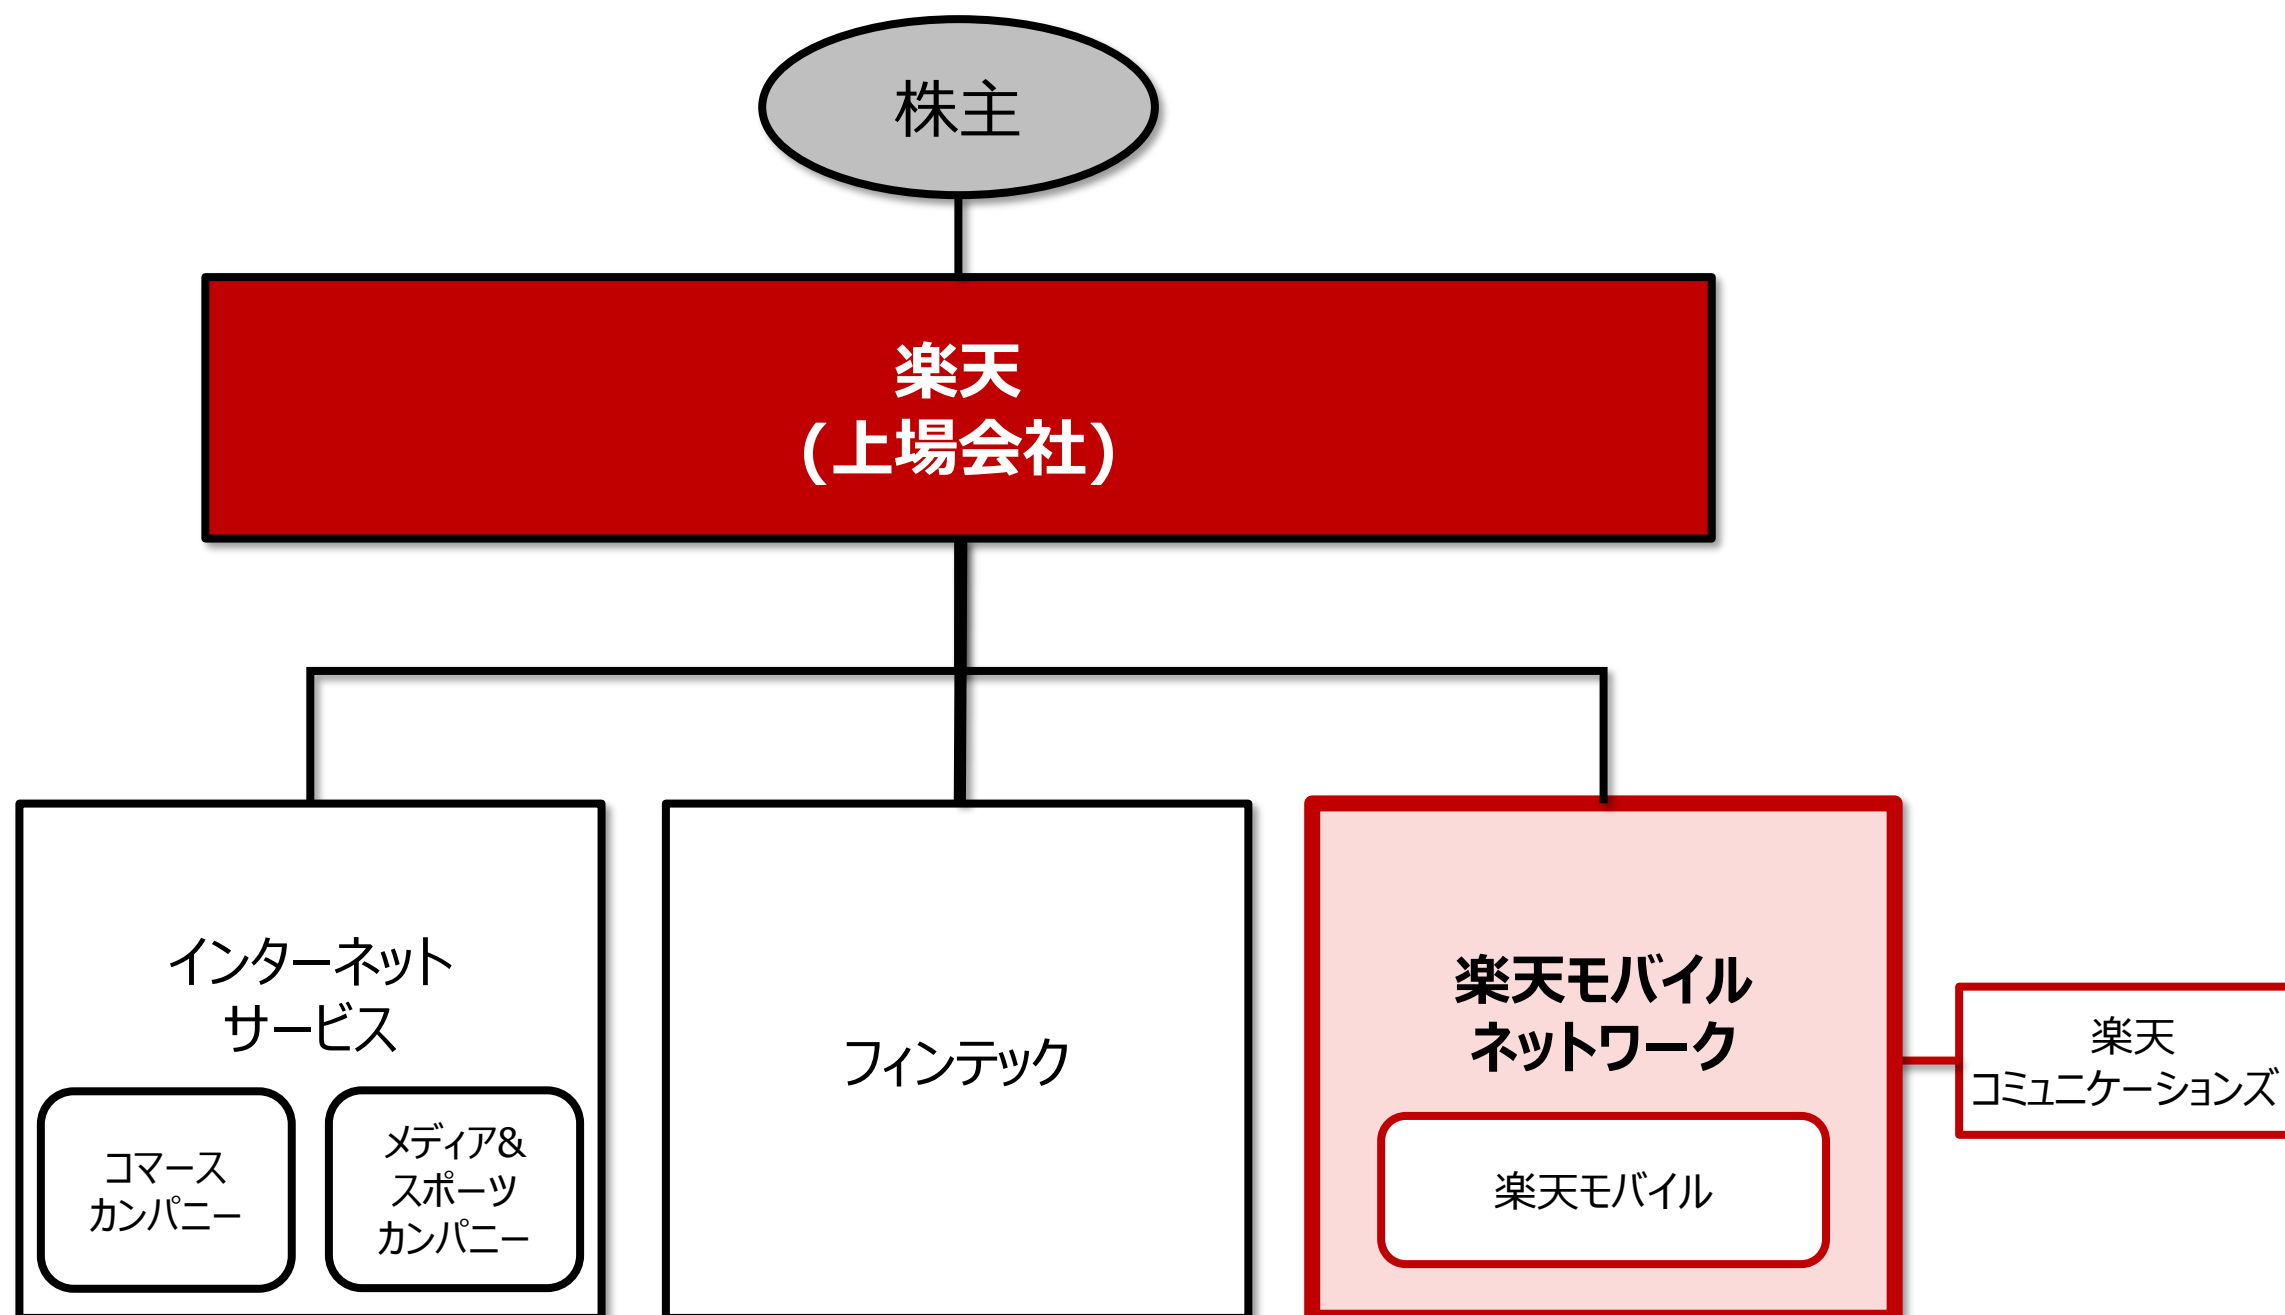 株主
楽天
(上場会社)
インターネット
サービス
コマース
カンパニー
メディア&
スポーツ
カンパニー
フィンテック
楽天モバイル
ネットワーク
楽天モバイル
楽天
コミュニケーションズ